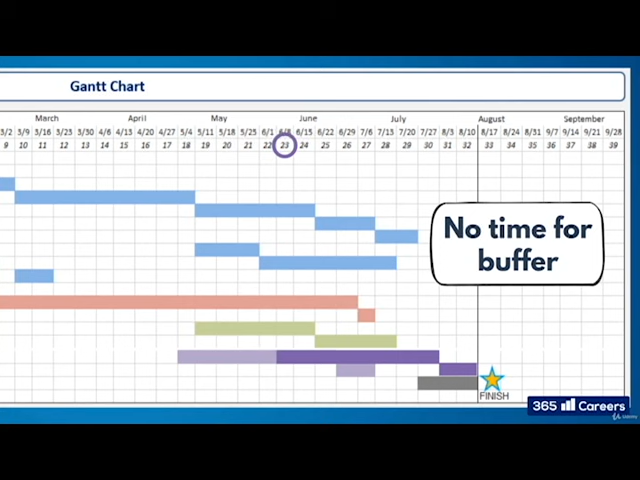 Gantt Chart
March April May June July August September
3/2 3/9 3/16 3/23 3/30 4/6 4/13 4/20 4/27 5/4 5/11 5/18 5/25 6/1 6/8 6/15 6/22 6/29 7/6 7/13 7/20 7/27 8/3 8/10 8/17 8/24 8/31 9/7 9/14 9/21 9/28
9 10 11 12 13 14 15 16 17 18 19 20 21 22 23 24 25 26 27 28 29 30 31 32 33 34 35 36 37 38 39
No time for
buffer
FINISH
365 Careers
Udemy